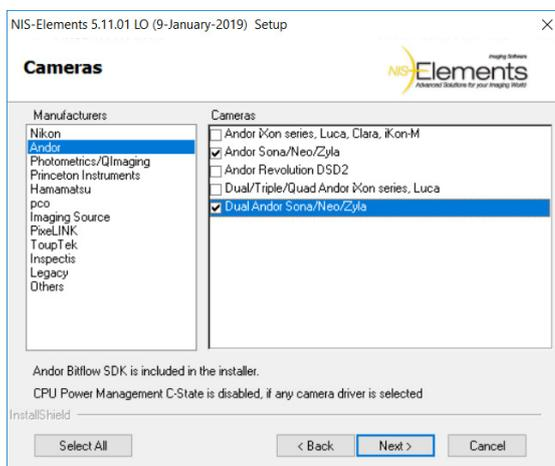 NIS-Elements 5.11.01 LO (9-January-2019) Setup
Cameras
Imaging Software
NIS Elements
Advanced Solutions for your Imaging World
Manufacturers
Nikon
Andor
Photometrics/QImaging
Princeton Instruments
Hamamatsu
pco
Imaging Source
PixeLINK
ToupTek
Inspectis
Legacy
Others
Cameras
Andor iXon series, Luca, Clara, iKon-M
Andor Sona/Neo/Zyla
Andor Revolution DSD2
Dual/Triple/Quad Andor iXon series, Luca
Dual Andor Sona/Neo/Zyla
Andor Bitflow SDK is included in the installer.
CPU Power Management C-State is disabled, if any camera driver is selected
InstallShield
Select All
< Back
Next >
Cancel